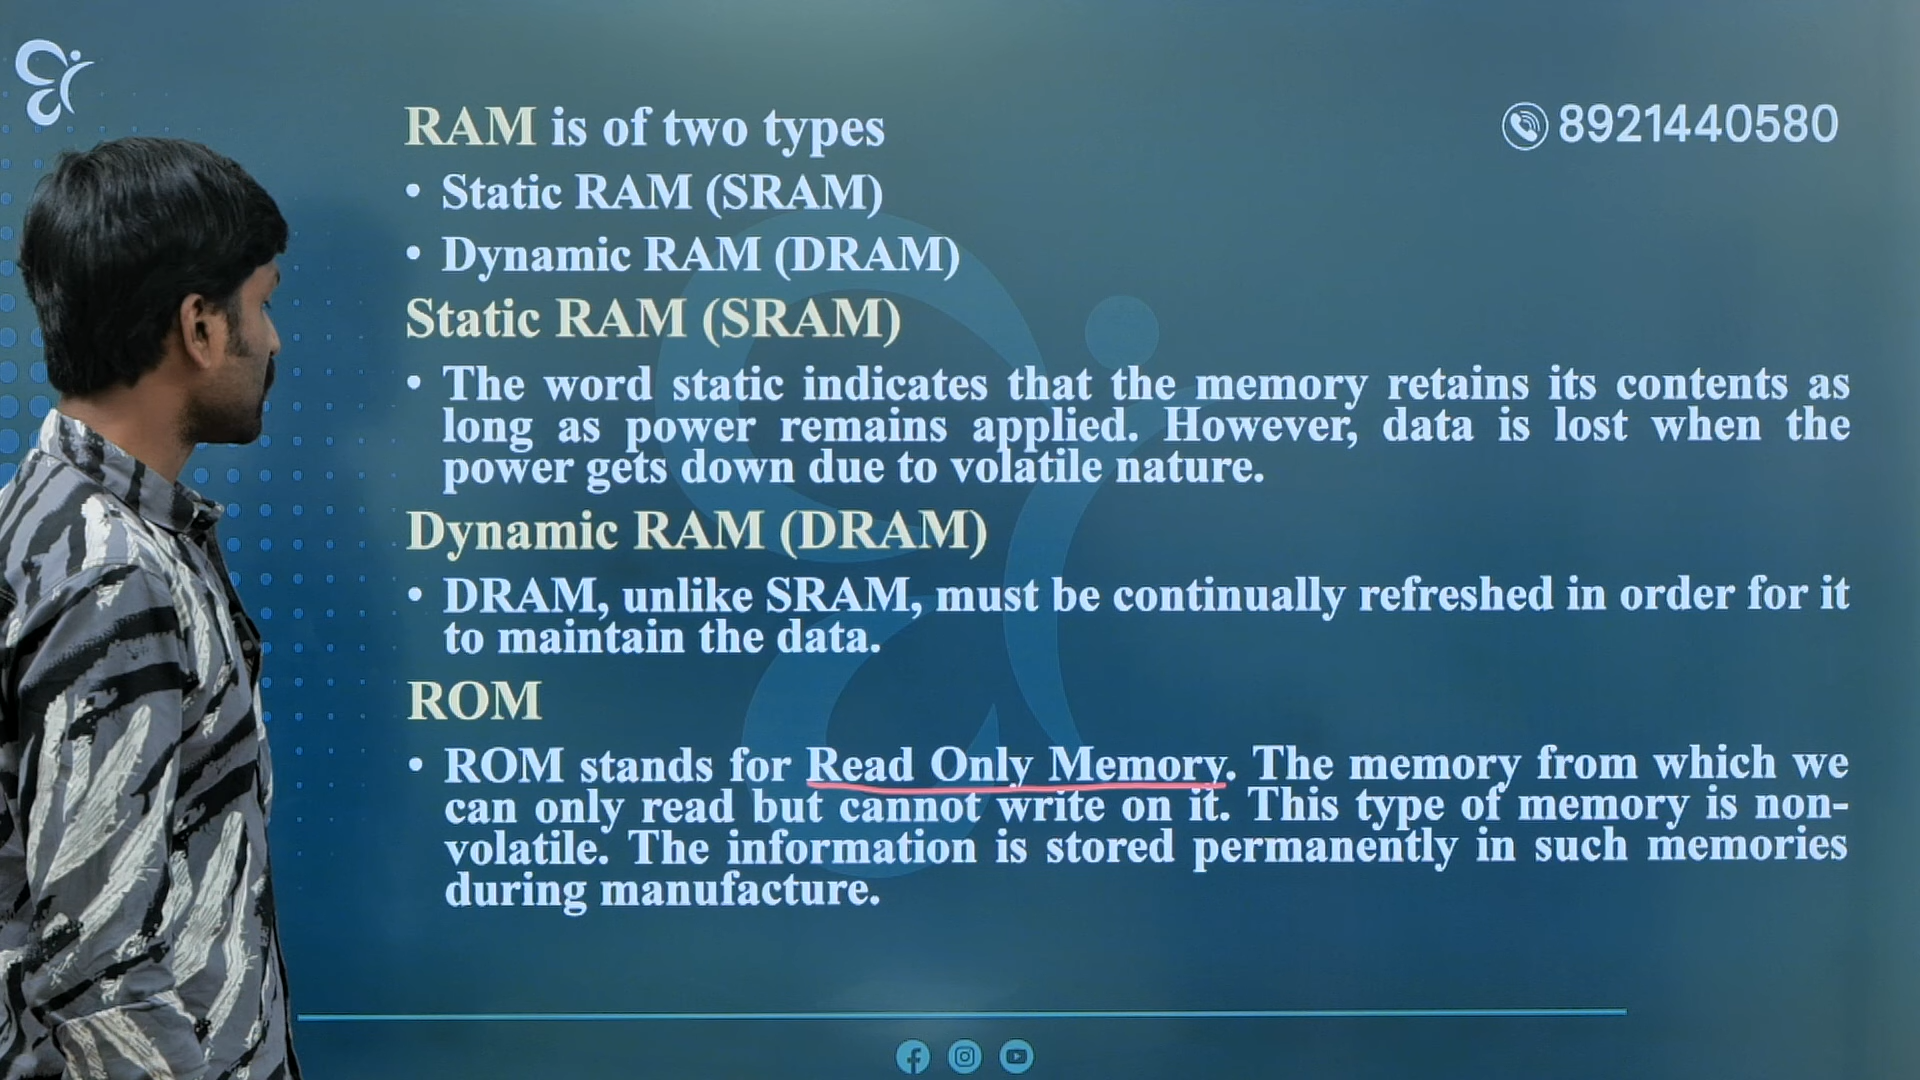 RAM is of two types
8921440580
• Static RAM (SRAM)
• Dynamic RAM (DRAM)
Static RAM (SRAM)
• The word static indicates that the memory retains its contents as
long as power remains applied. However, data is lost when the
power gets down due to volatile nature.
Dynamic RAM (DRAM)
• DRAM, unlike SRAM, must be continually refreshed in order for it
to maintain the data.
ROM
• ROM stands for Read Only Memory. The memory from which we
can only read but cannot write on it. This type of memory is non-
volatile. The information is stored permanently in such memories
during manufacture.